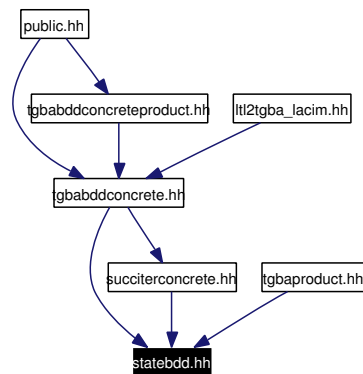 public.hh
tgbabddconcreteproduct.hh
ltl2tgba_lacim.hh
tgbabddconcrete.hh
succiterconcrete.hh
tgbaproduct.hh
statebdd.hh